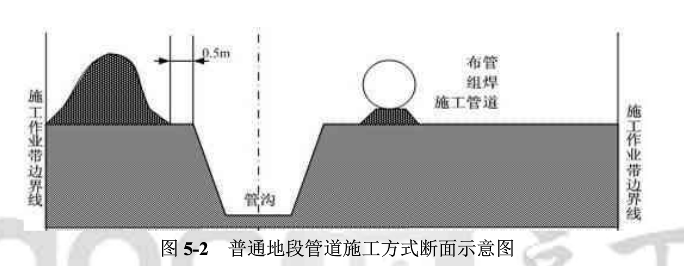 0.5m
布管
组焊
施工管道
施工作业带边界线
管沟
施工作业带边界线
图 5-2 普通地段管道施工方式断面示意图